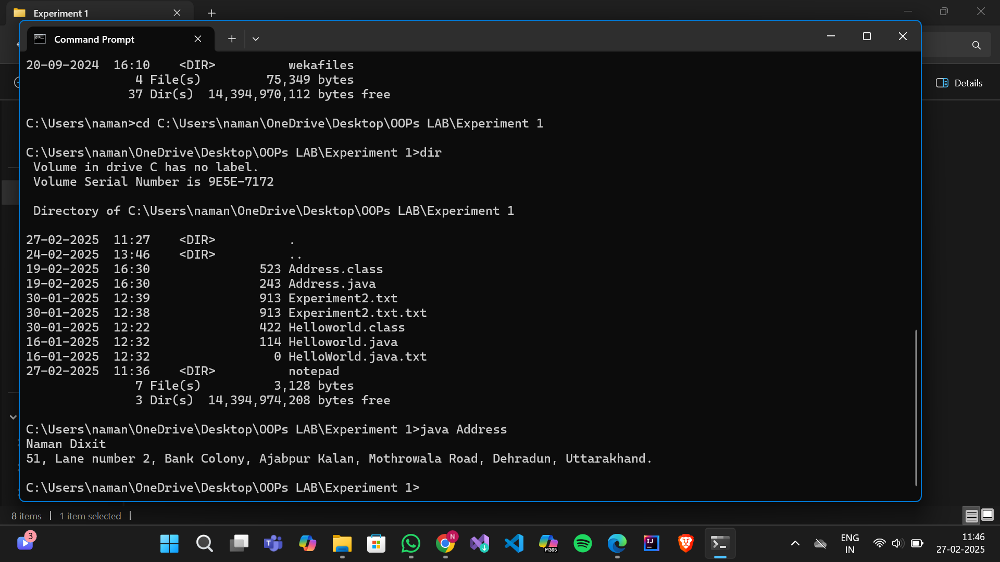 Experiment 1
Command Prompt
20-09-2024  16:10    <DIR>          wekafiles
               4 File(s)         75,349 bytes
              37 Dir(s)  14,394,970,112 bytes free
C:\Users\naman>cd C:\Users\naman\OneDrive\Desktop\OOPs LAB\Experiment 1
C:\Users\naman\OneDrive\Desktop\OOPs LAB\Experiment 1>dir
 Volume in drive C has no label.
 Volume Serial Number is 9E5E-7172
 Directory of C:\Users\naman\OneDrive\Desktop\OOPs LAB\Experiment 1
27-02-2025  11:27    <DIR>          .
24-02-2025  13:46    <DIR>          ..
19-02-2025  16:30               523 Address.class
19-02-2025  16:30               243 Address.java
30-01-2025  12:39               913 Experiment2.txt
30-01-2025  12:38               913 Experiment2.txt.txt
30-01-2025  12:22               422 Helloworld.class
16-01-2025  12:32               114 Helloworld.java
16-01-2025  12:32                 0 HelloWorld.java.txt
27-02-2025  11:36    <DIR>          notepad
               7 File(s)          3,128 bytes
               3 Dir(s)  14,394,974,208 bytes free
C:\Users\naman\OneDrive\Desktop\OOPs LAB\Experiment 1>java Address
Naman Dixit
51, Lane number 2, Bank Colony, Ajabpur Kalan, Mothrowala Road, Dehradun, Uttarakhand.
C:\Users\naman\OneDrive\Desktop\OOPs LAB\Experiment 1>
Details
8 items | 1 item selected |
3
N
M365
IJ
ENG
IN
11:46
27-02-2025